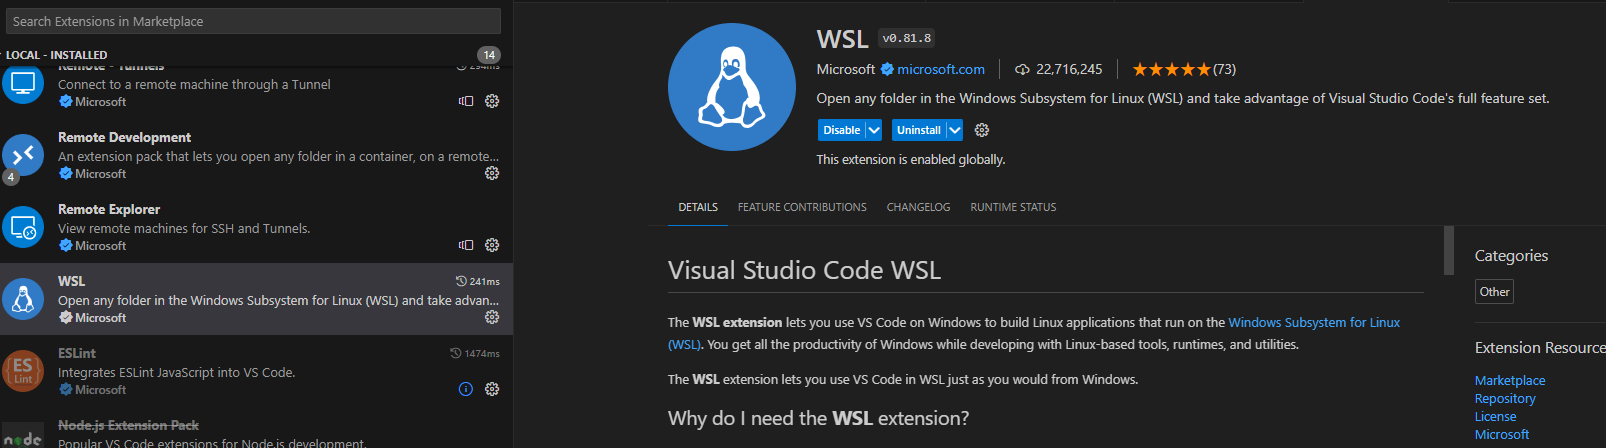 Search Extensions in Marketplace
LOCAL - INSTALLED 14
Remote - Tunnels 294ms
Connect to a remote machine through a Tunnel
Microsoft
Remote Development
An extension pack that lets you open any folder in a container, on a remote...
4 Microsoft
Remote Explorer
View remote machines for SSH and Tunnels.
Microsoft
WSL 241ms
Open any folder in the Windows Subsystem for Linux (WSL) and take advan...
Microsoft
ESLint 1474ms
Integrates ESLint JavaScript into VS Code.
Microsoft
ES
Lint
Node.js Extension Pack
Popular VS Code extensions for Node.js development.
node
WSL v0.81.8
Microsoft microsoft.com 22,716,245 (73)
Open any folder in the Windows Subsystem for Linux (WSL) and take advantage of Visual Studio Code's full feature set.
Disable Uninstall
This extension is enabled globally.
DETAILS FEATURE CONTRIBUTIONS CHANGELOG RUNTIME STATUS
Visual Studio Code WSL
The WSL extension lets you use VS Code on Windows to build Linux applications that run on the Windows Subsystem for Linux
(WSL). You get all the productivity of Windows while developing with Linux-based tools, runtimes, and utilities.
The WSL extension lets you use VS Code in WSL just as you would from Windows.
Why do I need the WSL extension?
Categories
Other
Extension Resource
Marketplace
Repository
License
Microsoft